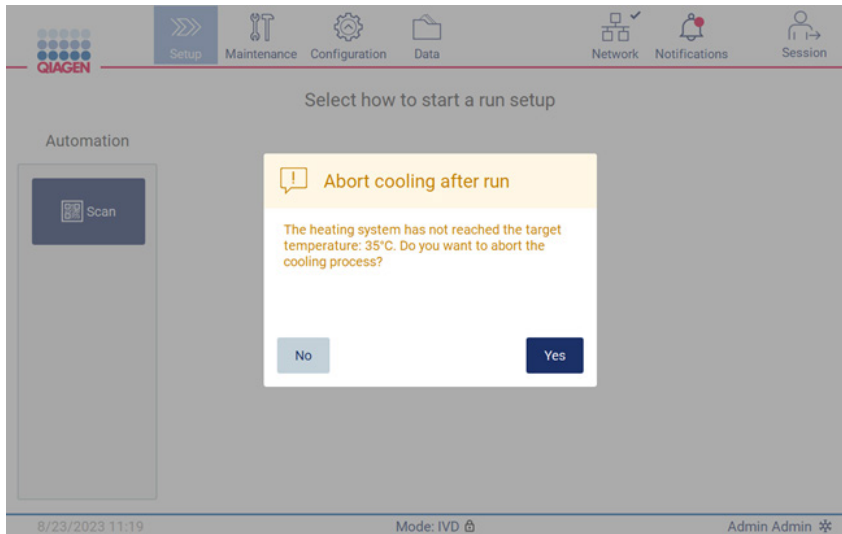 QIAGEN
Setup
Maintenance
Configuration
Data
Network
Notifications
Session
Select how to start a run setup
Automation
Scan
Abort cooling after run
The heating system has not reached the target
temperature: 35°C. Do you want to abort the
cooling process?
No
Yes
8/23/2023 11:19
Mode: IVD
Admin Admin